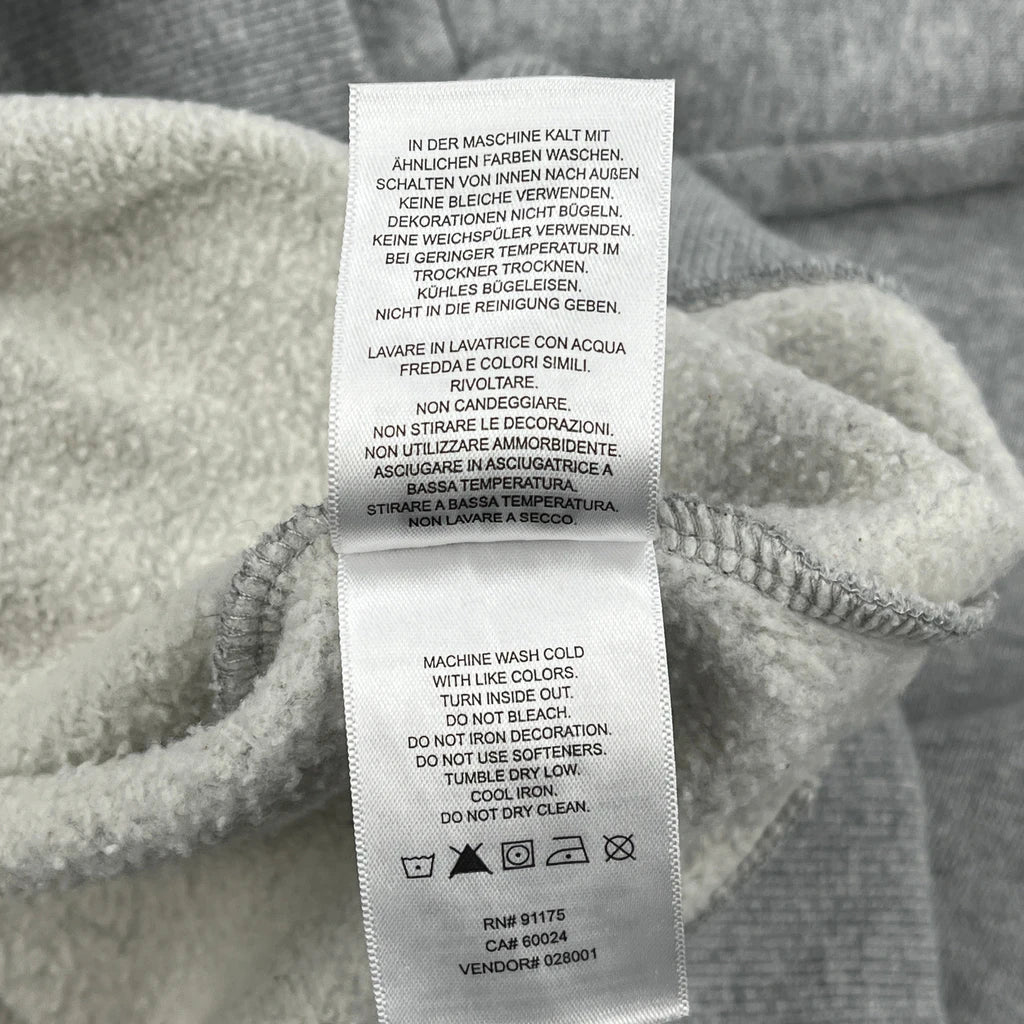 IN DER MASCHINE KALT MIT
ÄHNLICHEN FARBEN WASCHEN.
SCHALTEN VON INNEN NACH AUßEN
KEINE BLEICHE VERWENDEN.
DEKORATIONEN NICHT BÜGELN.
KEINE WEICHSPÜLER VERWENDEN.
BEI GERINGER TEMPERATUR IM
TROCKNER TROCKNEN.
KÜHLES BÜGELEISEN.
NICHT IN DIE REINIGUNG GEBEN.
LAVARE IN LAVATRICE CON ACQUA
FREDDA E COLORI SIMILI.
RIVOLTARE.
NON CANDEGGIARE.
NON STIRARE LE DECORAZIONI.
NON UTILIZZARE AMMORBIDENTE.
ASCIUGARE IN ASCIUGATRICE A
BASSA TEMPERATURA.
STIRARE A BASSA TEMPERATURA.
NON LAVARE A SECCO.
MACHINE WASH COLD
WITH LIKE COLORS.
TURN INSIDE OUT.
DO NOT BLEACH.
DO NOT IRON DECORATION.
DO NOT USE SOFTENERS.
TUMBLE DRY LOW.
COOL IRON.
DO NOT DRY CLEAN.
RN# 91175
CA# 60024
VENDOR# 028001